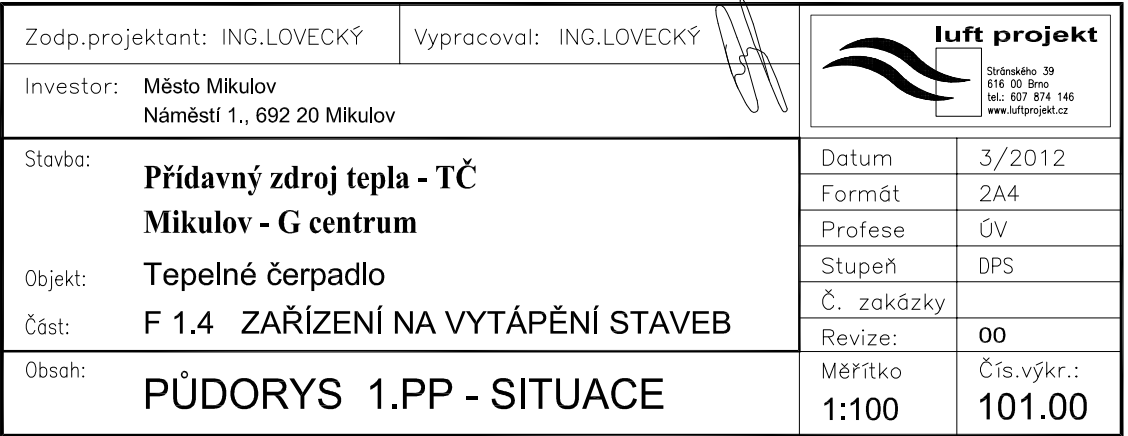 Zodp.projektant: ING.LOVECKÝ
Vypracoval: ING.LOVECKÝ
luft projekt
Stránského 39
616 00 Brno
tel.: 607 874 146
www.luftprojekt.cz
Investor: Město Mikulov
Náměstí 1., 692 20 Mikulov
Stavba:
Přídavný zdroj tepla - TČ
Mikulov - G centrum
Objekt: Tepelné čerpadlo
Část: F 1.4 ZAŘÍZENÍ NA VYTÁPĚNÍ STAVEB
Obsah: PŮDORYS 1.PP - SITUACE
Datum 3/2012
Formát 2A4
Profese ÚV
Stupeň DPS
Č. zakázky
Revize: 00
Měřítko
1:100
Čís.výkr.:
101.00